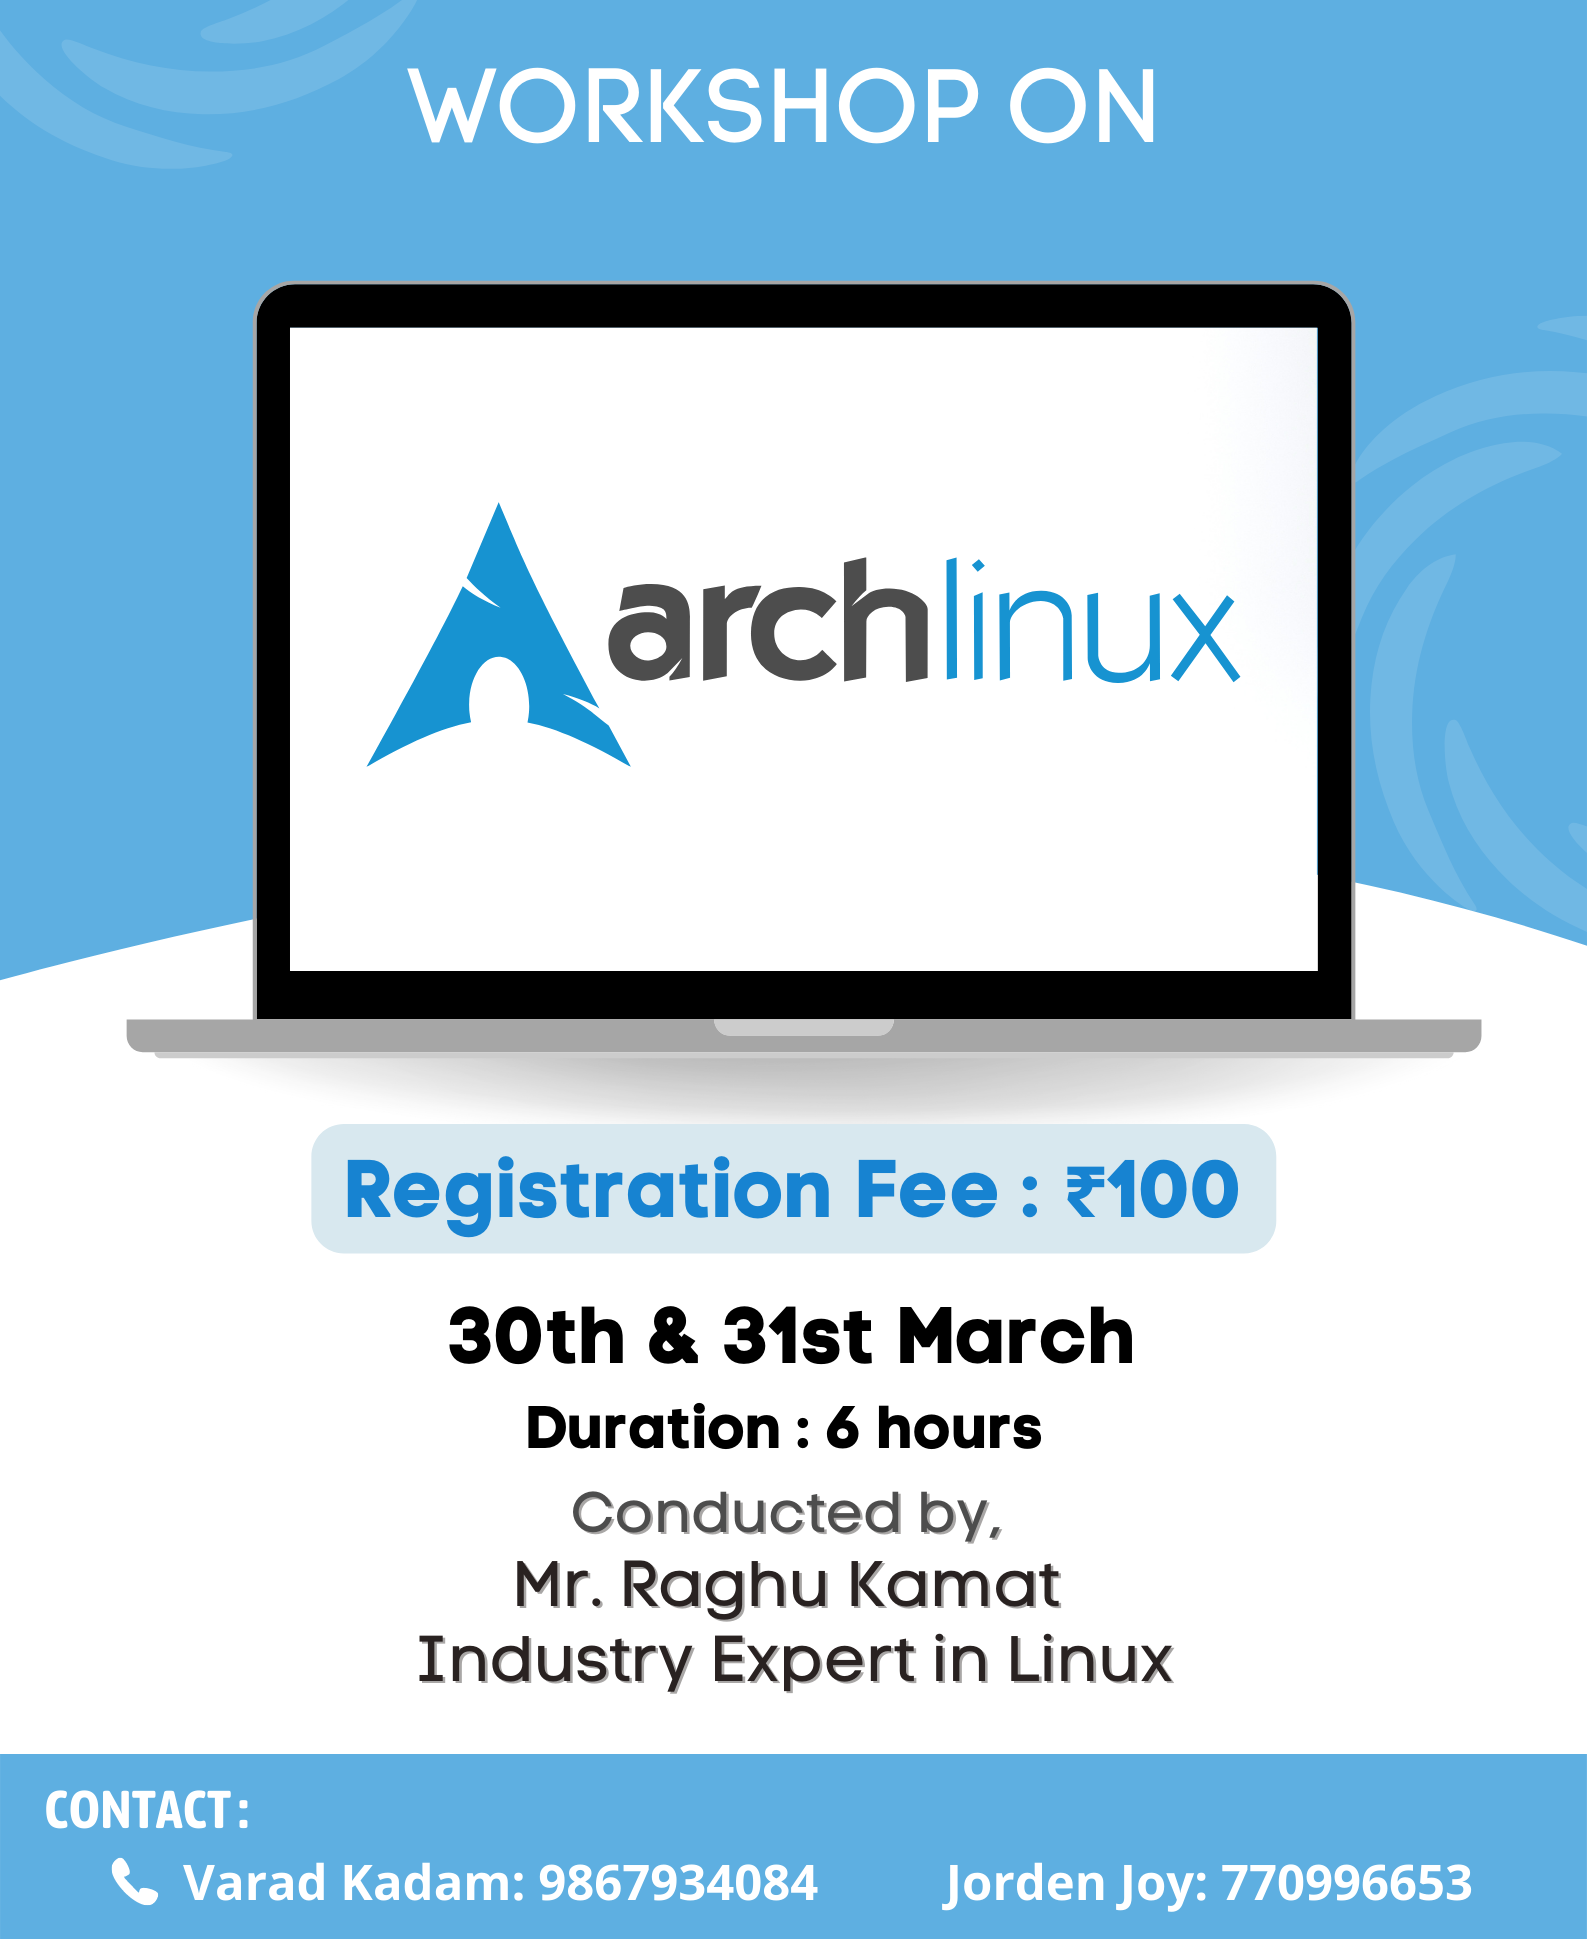 WORKSHOP ON
archlinux
Registration Fee : ₹100
30th & 31st March
Duration : 6 hours
Conducted by,
Mr. Raghu Kamat
Industry Expert in Linux
CONTACT:
Varad Kadam: 9867934084 Jorden Joy: 770996653